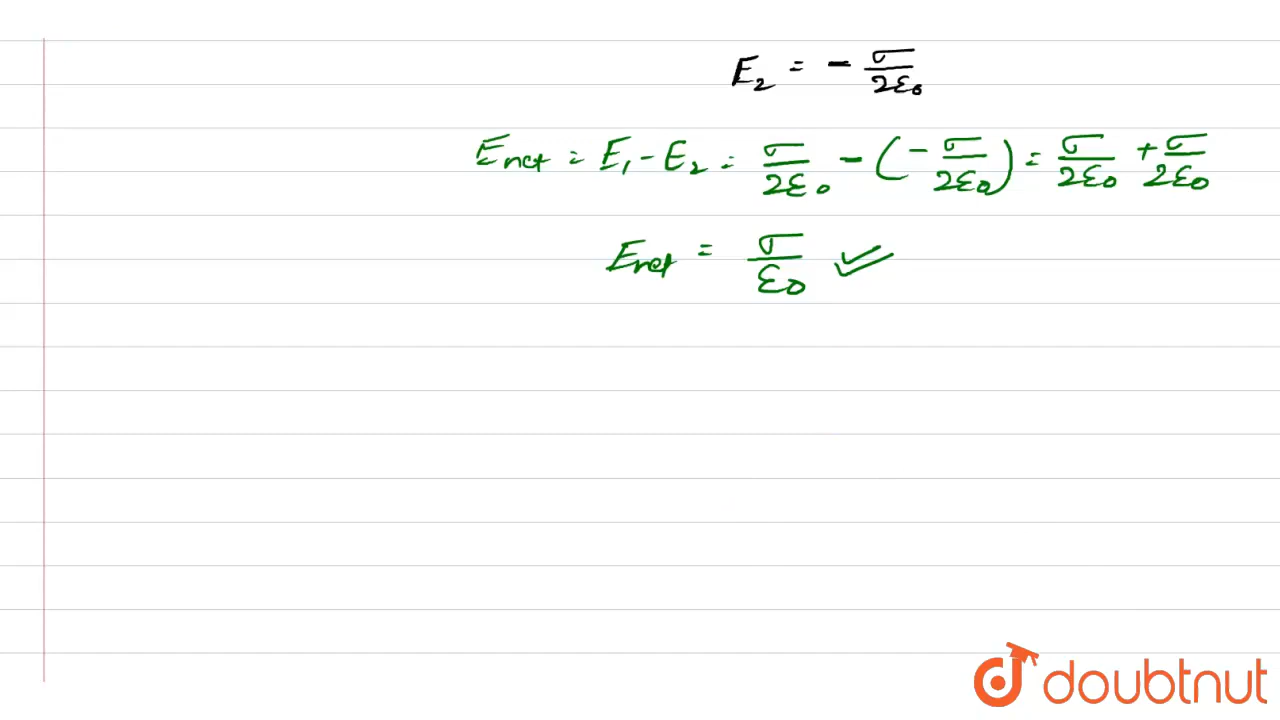 E₂ = - σ/2ε₀
Enet = E₁ - E₂ = σ/2ε₀ - (- σ/2ε₀) = σ/2ε₀ + σ/2ε₀
Enet = σ/ε₀
doubtnut